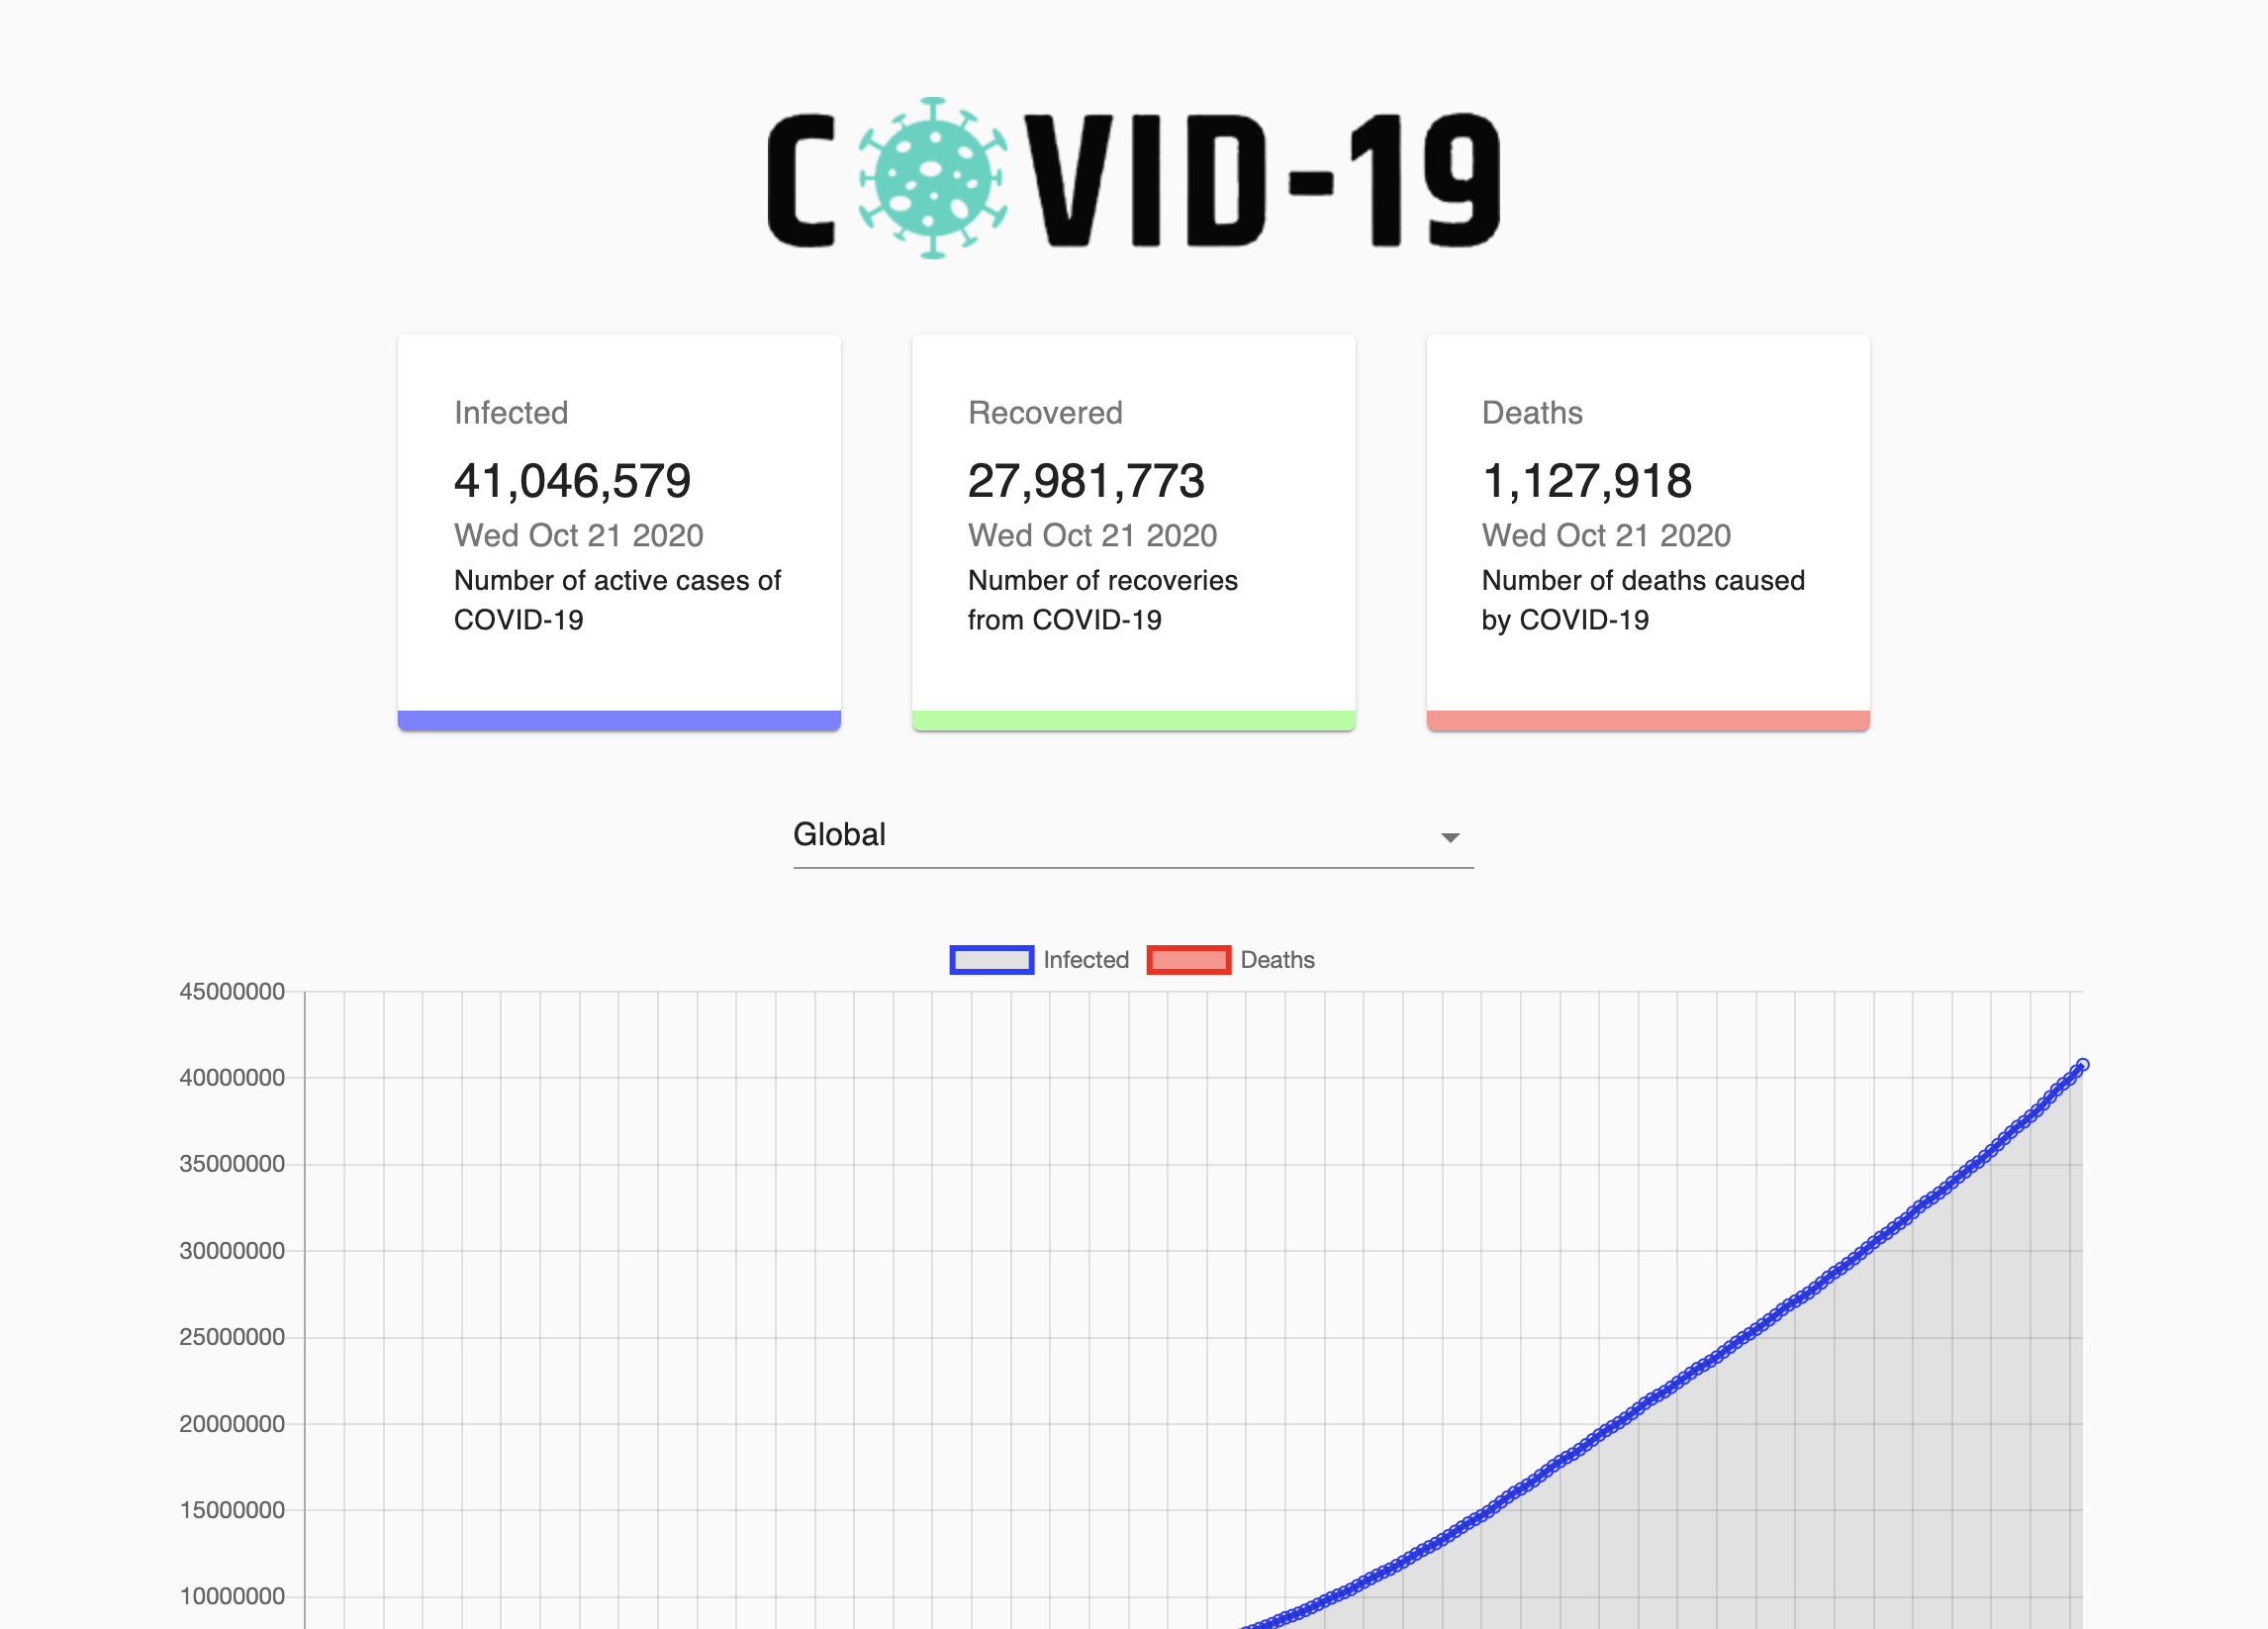 COVID-19
Infected
41,046,579
Wed Oct 21 2020
Number of active cases of
COVID-19
Recovered
27,981,773
Wed Oct 21 2020
Number of recoveries
from COVID-19
Deaths
1,127,918
Wed Oct 21 2020
Number of deaths caused
by COVID-19
Global
Infected Deaths
45000000
40000000
35000000
30000000
25000000
20000000
15000000
10000000